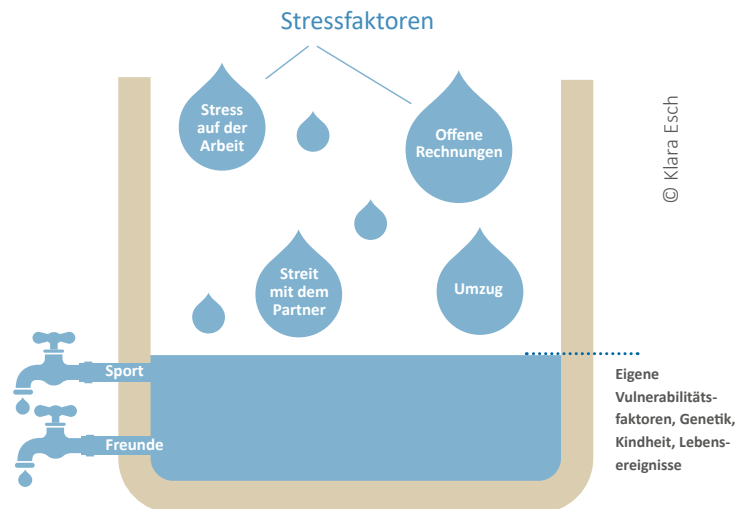 Stressfaktoren
Stress
auf der
Arbeit
Offene
Rechnungen
© Klara Esch
Streit
mit dem
Partner
Umzug
Sport
Freunde
Eigene
Vulnerabilitäts-
faktoren, Genetik,
Kindheit, Lebens-
ereignisse